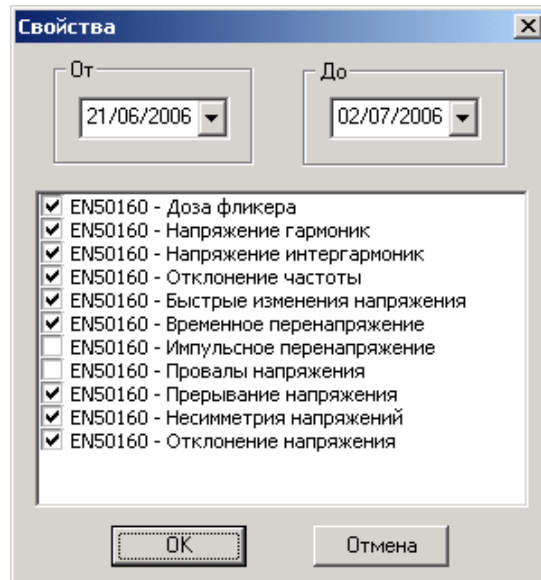 Свойства
От
До
21/06/2006
02/07/2006
EN50160 - Доза фликера
EN50160 - Напряжение гармоник
EN50160 - Напряжение интергармоник
EN50160 - Отклонение частоты
EN50160 - Быстрые изменения напряжения
EN50160 - Временное перенапряжение
EN50160 - Импульсное перенапряжение
EN50160 - Провалы напряжения
EN50160 - Прерывание напряжения
EN50160 - Несимметрия напряжений
EN50160 - Отклонение напряжения
OK
Отмена